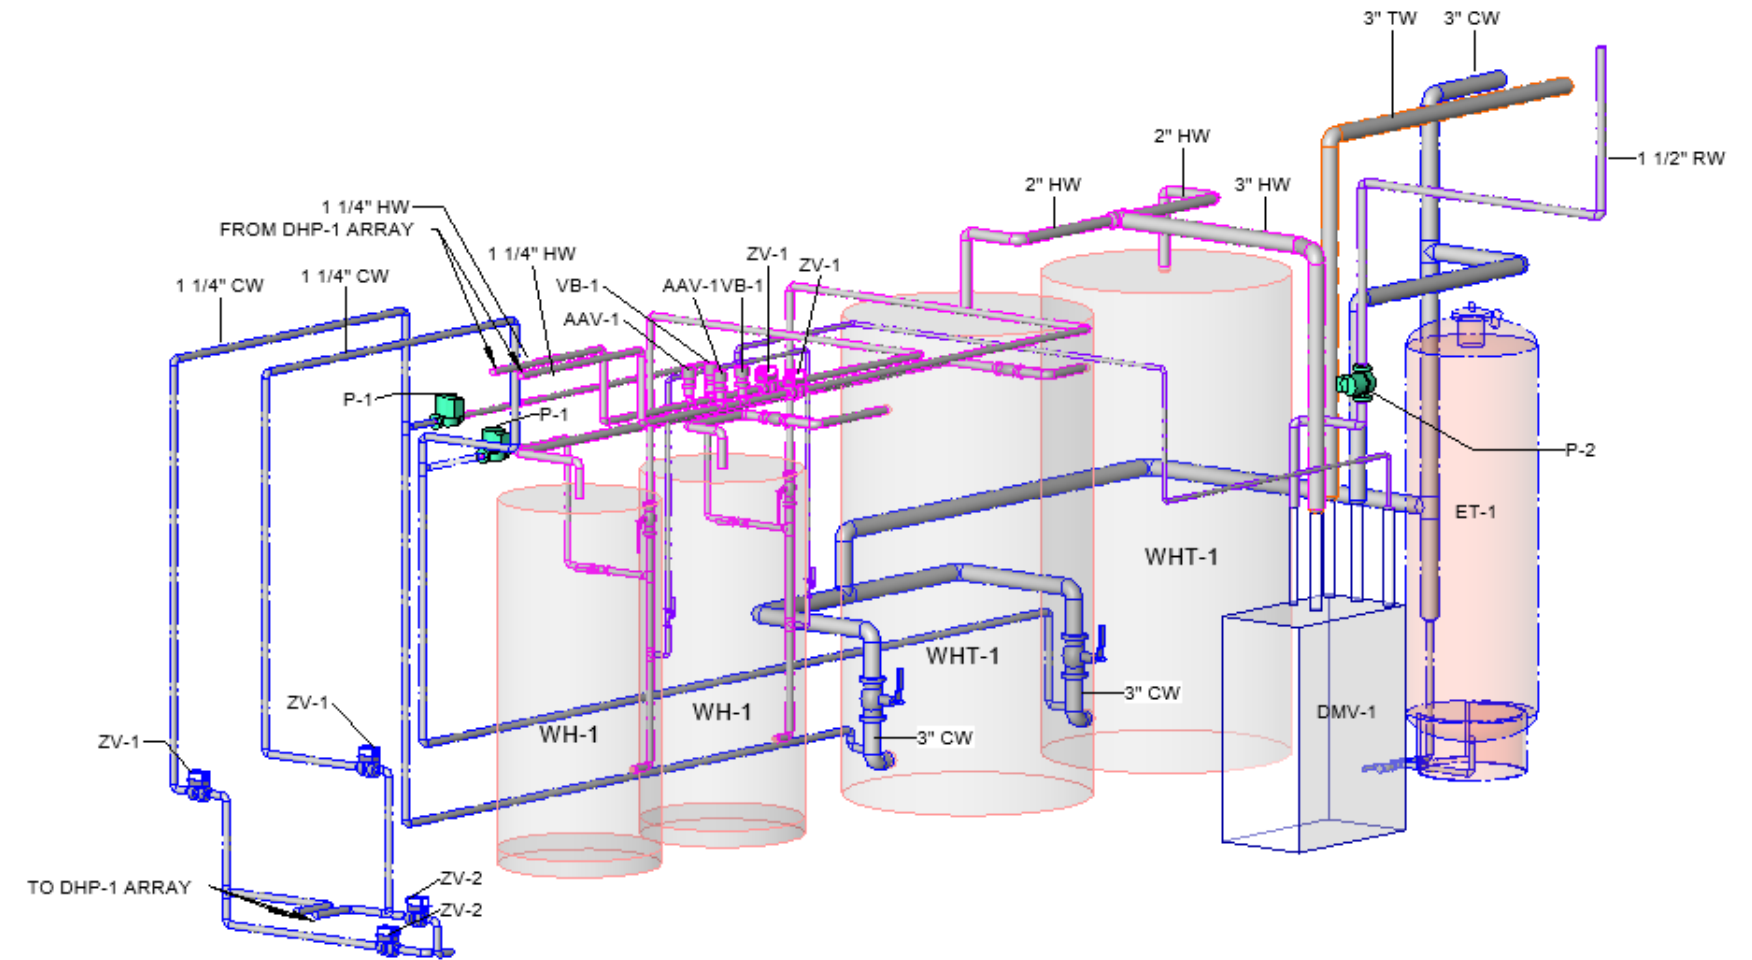 3" TW
3" CW
2" HW
1 1/2" RW
2" HW
3" HW
1 1/4" HW
FROM DHP-1 ARRAY
1 1/4" HW
ZV-1
ZV-1
1 1/4" CW
1 1/4" CW
VB-1
AAV-1
VB-1
AAV-1
P-1
P-1
P-2
ET-1
WHT-1
WHT-1
3" CW
ZV-1
WH-1
DMV-1
WH-1
3" CW
ZV-1
ZV-2
TO DHP-1 ARRAY
ZV-2